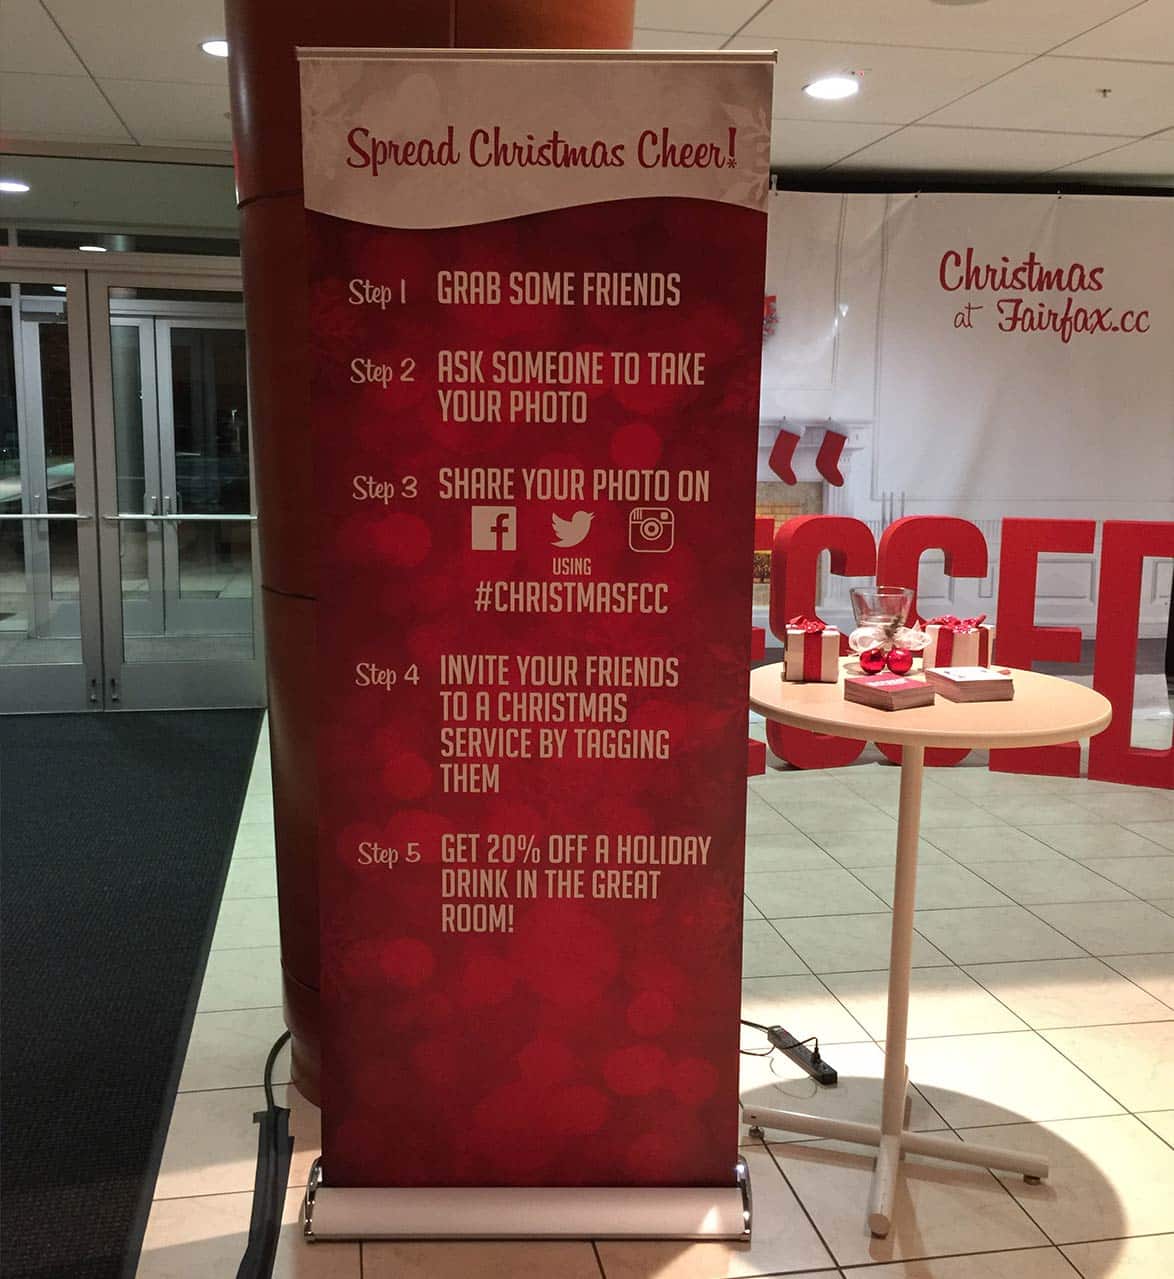 Spread Christmas Cheer!
Step 1 GRAB SOME FRIENDS
Step 2 ASK SOMEONE TO TAKE
YOUR PHOTO
Step 3 SHARE YOUR PHOTO ON
USING
#CHRISTMASFCC
Step 4 INVITE YOUR FRIENDS
TO A CHRISTMAS
SERVICE BY TAGGING
THEM
Step 5 GET 20% OFF A HOLIDAY
DRINK IN THE GREAT
ROOM!
Christmas
at Fairfax.cc